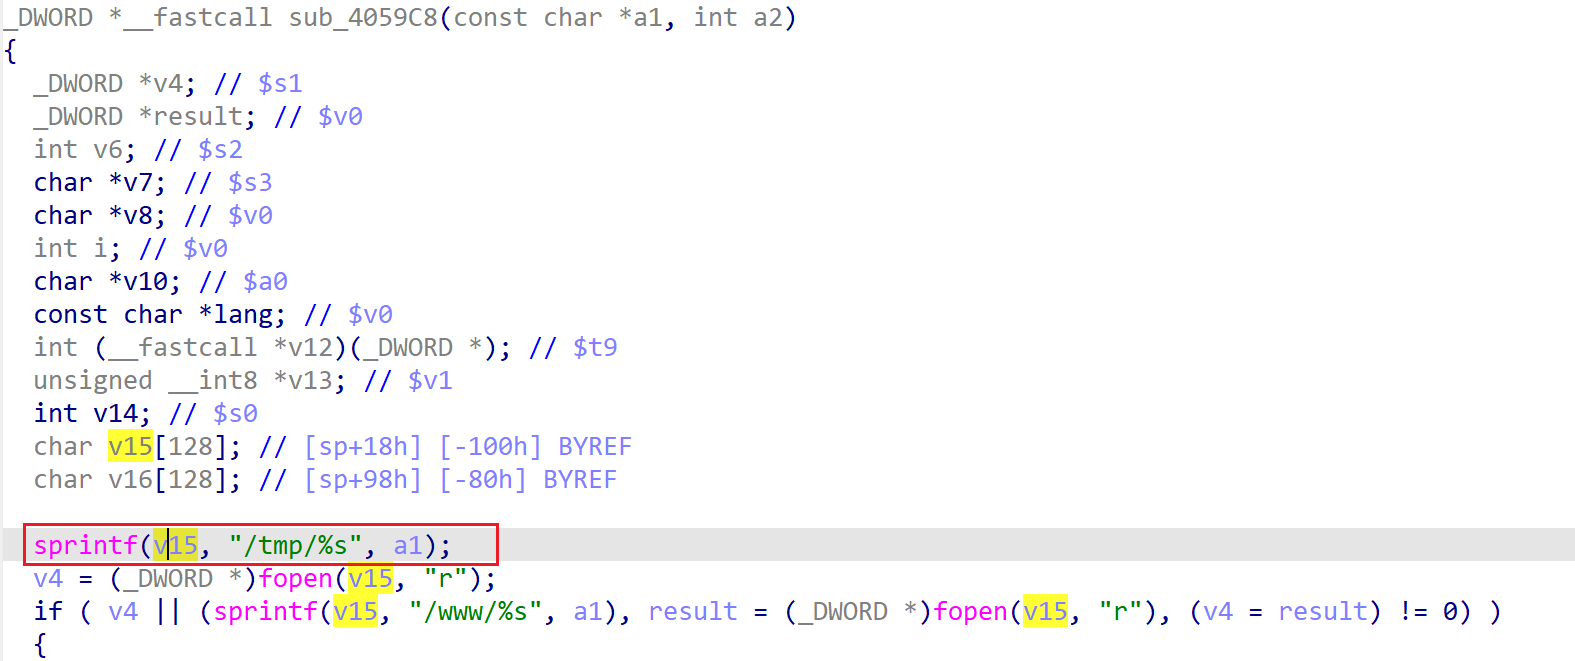 _DWORD *__fastcall sub_4059C8(const char *a1, int a2)
{
  _DWORD *v4; // $s1
  _DWORD *result; // $v0
  int v6; // $s2
  char *v7; // $s3
  char *v8; // $v0
  int i; // $v0
  char *v10; // $a0
  const char *lang; // $v0
  int (__fastcall *v12)(_DWORD *); // $t9
  unsigned __int8 *v13; // $v1
  int v14; // $s0
  char v15[128]; // [sp+18h] [-100h] BYREF
  char v16[128]; // [sp+98h] [-80h] BYREF
  sprintf(v15, "/tmp/%s", a1);
  v4 = (_DWORD *)fopen(v15, "r");
  if ( v4 || (sprintf(v15, "/www/%s", a1), result = (_DWORD *)fopen(v15, "r"), (v4 = result) != 0) )
  {